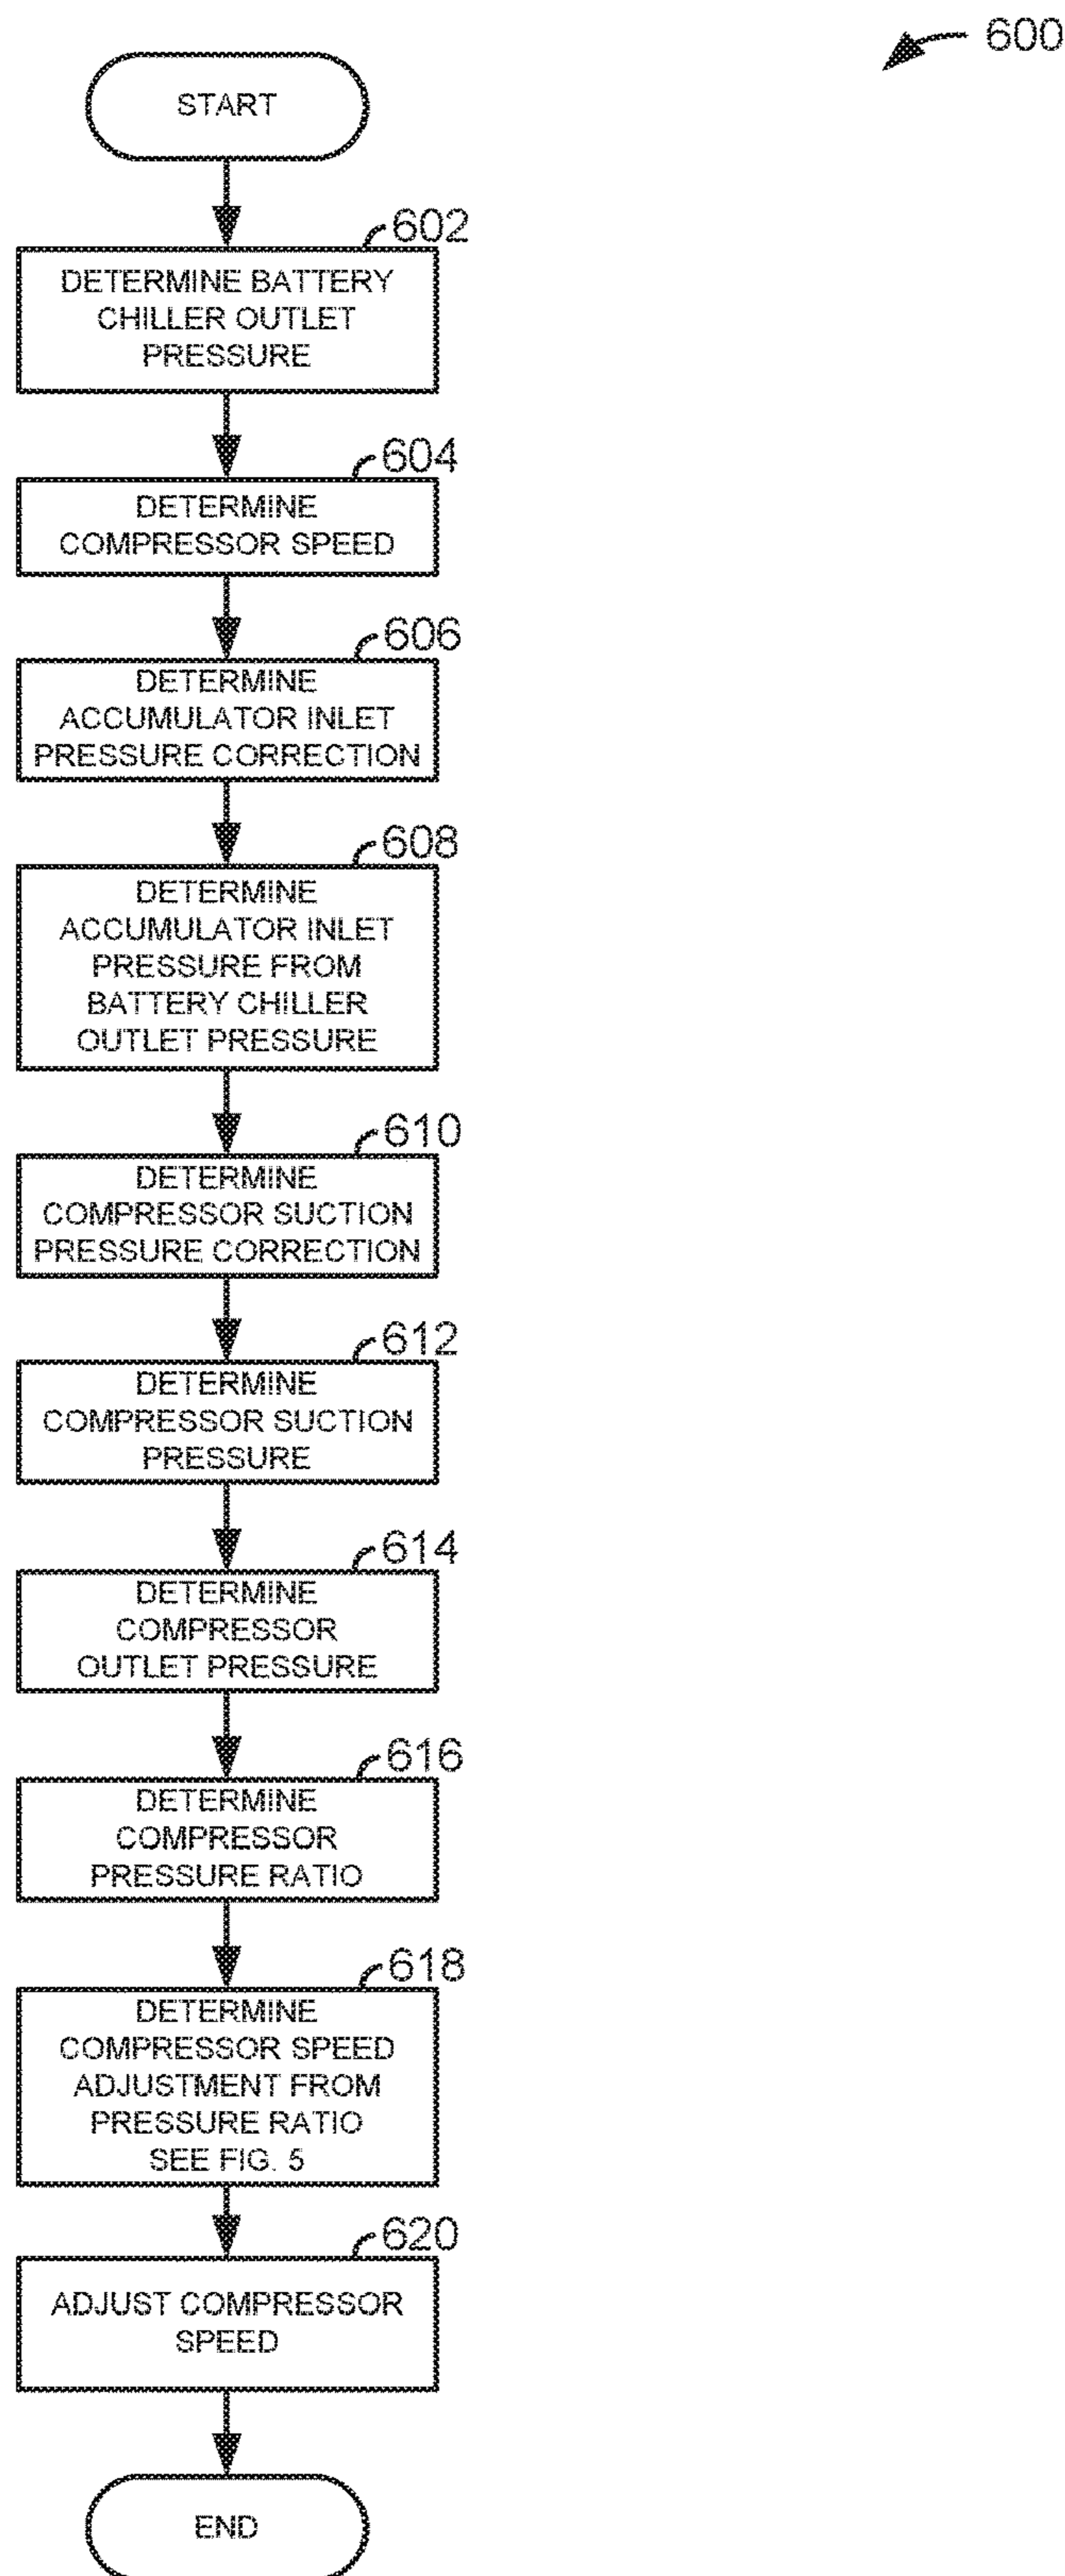 600
START
602
DETERMINE BATTERY
CHILLER OUTLET
PRESSURE
604
DETERMINE
COMPRESSOR SPEED
606
DETERMINE
ACCUMULATOR INLET
PRESSURE CORRECTION
608
DETERMINE
ACCUMULATOR INLET
PRESSURE FROM
BATTERY CHILLER
OUTLET PRESSURE
610
DETERMINE
COMPRESSOR SUCTION
PRESSURE CORRECTION
612
DETERMINE
COMPRESSOR SUCTION
PRESSURE
614
DETERMINE
COMPRESSOR
OUTLET PRESSURE
616
DETERMINE
COMPRESSOR
PRESSURE RATIO
618
DETERMINE
COMPRESSOR SPEED
ADJUSTMENT FROM
PRESSURE RATIO
SEE FIG. 5
620
ADJUST COMPRESSOR
SPEED
END